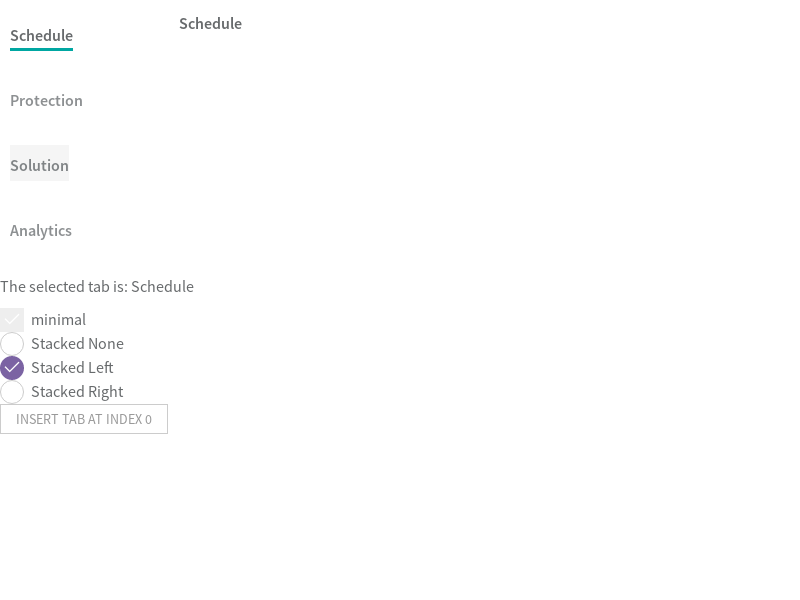 Schedule
Schedule
Protection
Solution
Analytics
The selected tab is: Schedule
minimal
Stacked None
Stacked Left
Stacked Right
INSERT TAB AT INDEX 0